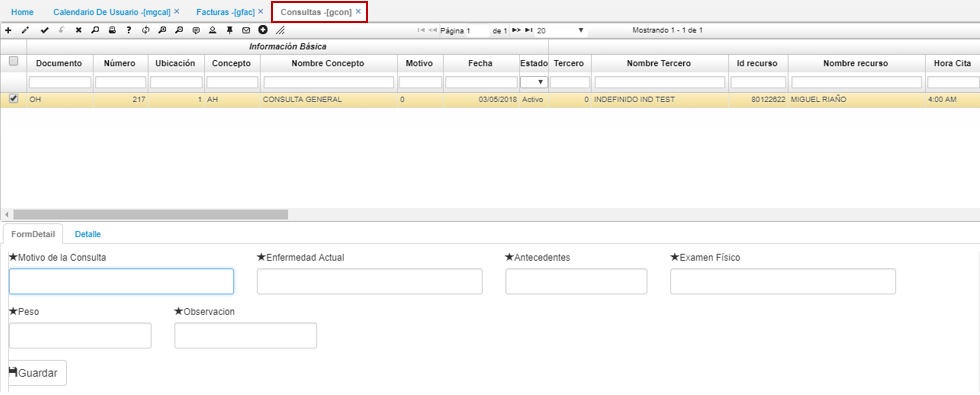 Home Calendario De Usuario -[mgcal] × Facturas -[gfac] × Consultas -[gcon] ×
Página 1 de 1 20 Mostrando 1 - 1 de 1
Información Básica
Documento Número Ubicación Concepto Nombre Concepto Motivo Fecha Estado Tercero Nombre Tercero Id recurso Nombre recurso Hora Cita
OH 217 1 AH CONSULTA GENERAL 0 03/05/2018 Activo 0 INDEFINIDO IND TEST 80122622 MIGUEL RIAÑO 4:00 AM
FormDetail Detalle
★Motivo de la Consulta ★Enfermedad Actual ★Antecedentes ★Examen Físico
★Peso ★Observacion
Guardar